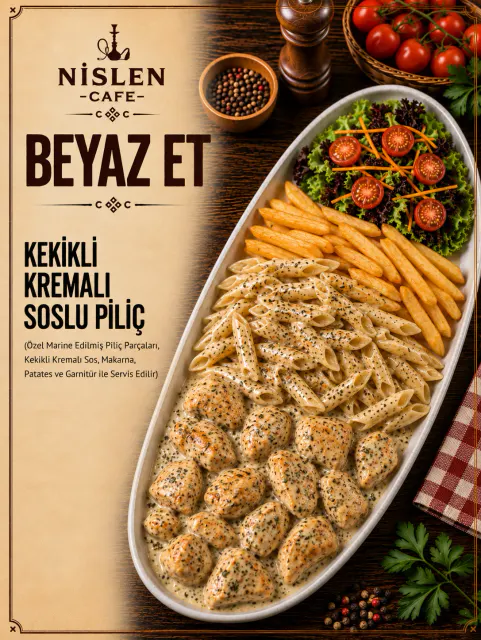 NİSLEN
-CAFE-
BEYAZ ET
KEKİKLİ
KREMALI
SOSLU PİLİÇ
(Özel Marine Edilmiş Piliç Parçaları,
Kekikli Kremalı Sos, Makarna,
Patates ve Garnitür ile Servis Edilir)